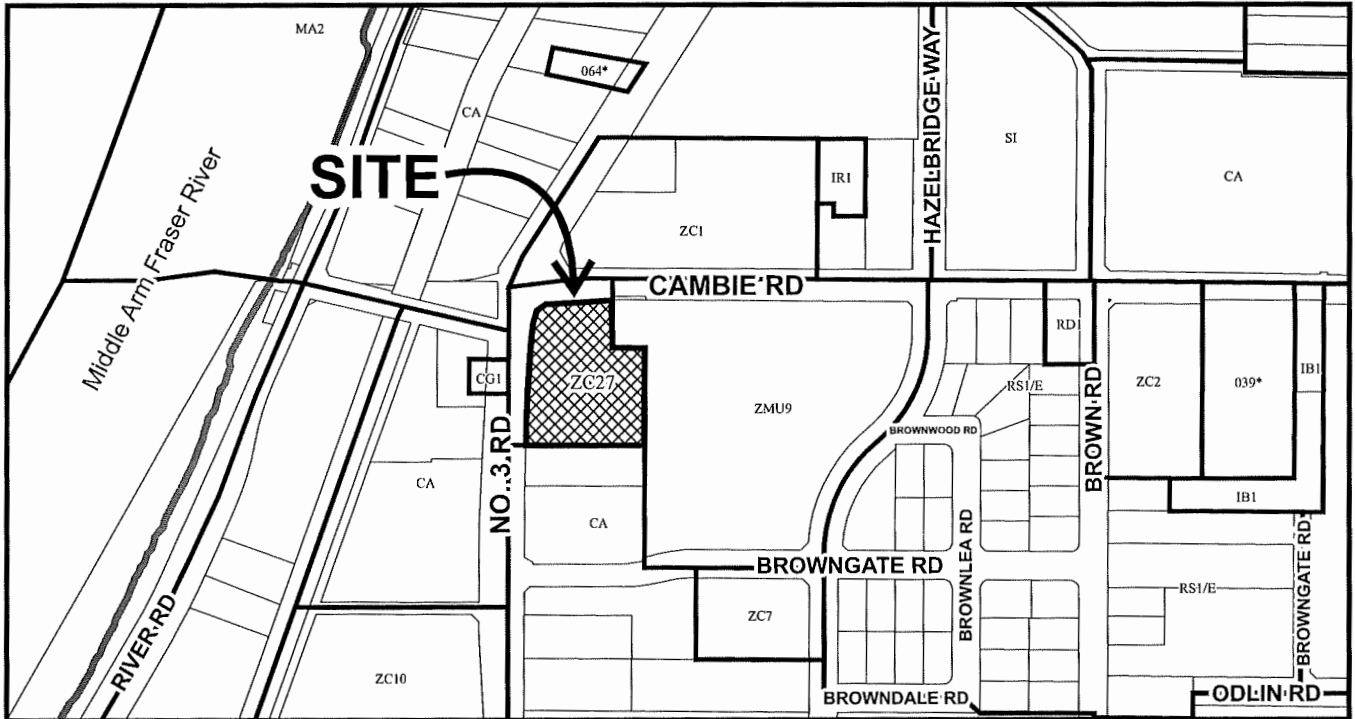 MA2
064*
CA
HAZELBRIDGE WAY
SI
CA
SITE
IR1
Middle Arm Fraser River
ZC1
CAMBIE RD
RD1
CG1
ZC27
ZMU9
RS1/E
BROWN RD
ZC2
039*
IB1
BROWNWOOD RD
NO. 3 RD
CA
CA
IB1
BROWNLEA RD
BROWNGATE RD
BROWNGATE RD
RS1/E
RIVER RD
ZC7
ZC10
BROWNDALE RD
ODLIN RD